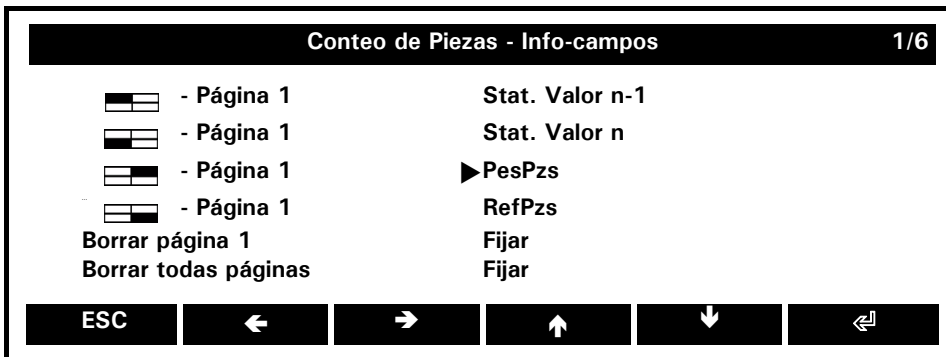 Conteo de Piezas - Info-campos 1/6
- Página 1 Stat. Valor n-1
- Página 1 Stat. Valor n
- Página 1 ▶PesPzs
- Página 1 RefPzs
Borrar página 1 Fijar
Borrar todas páginas Fijar
ESC